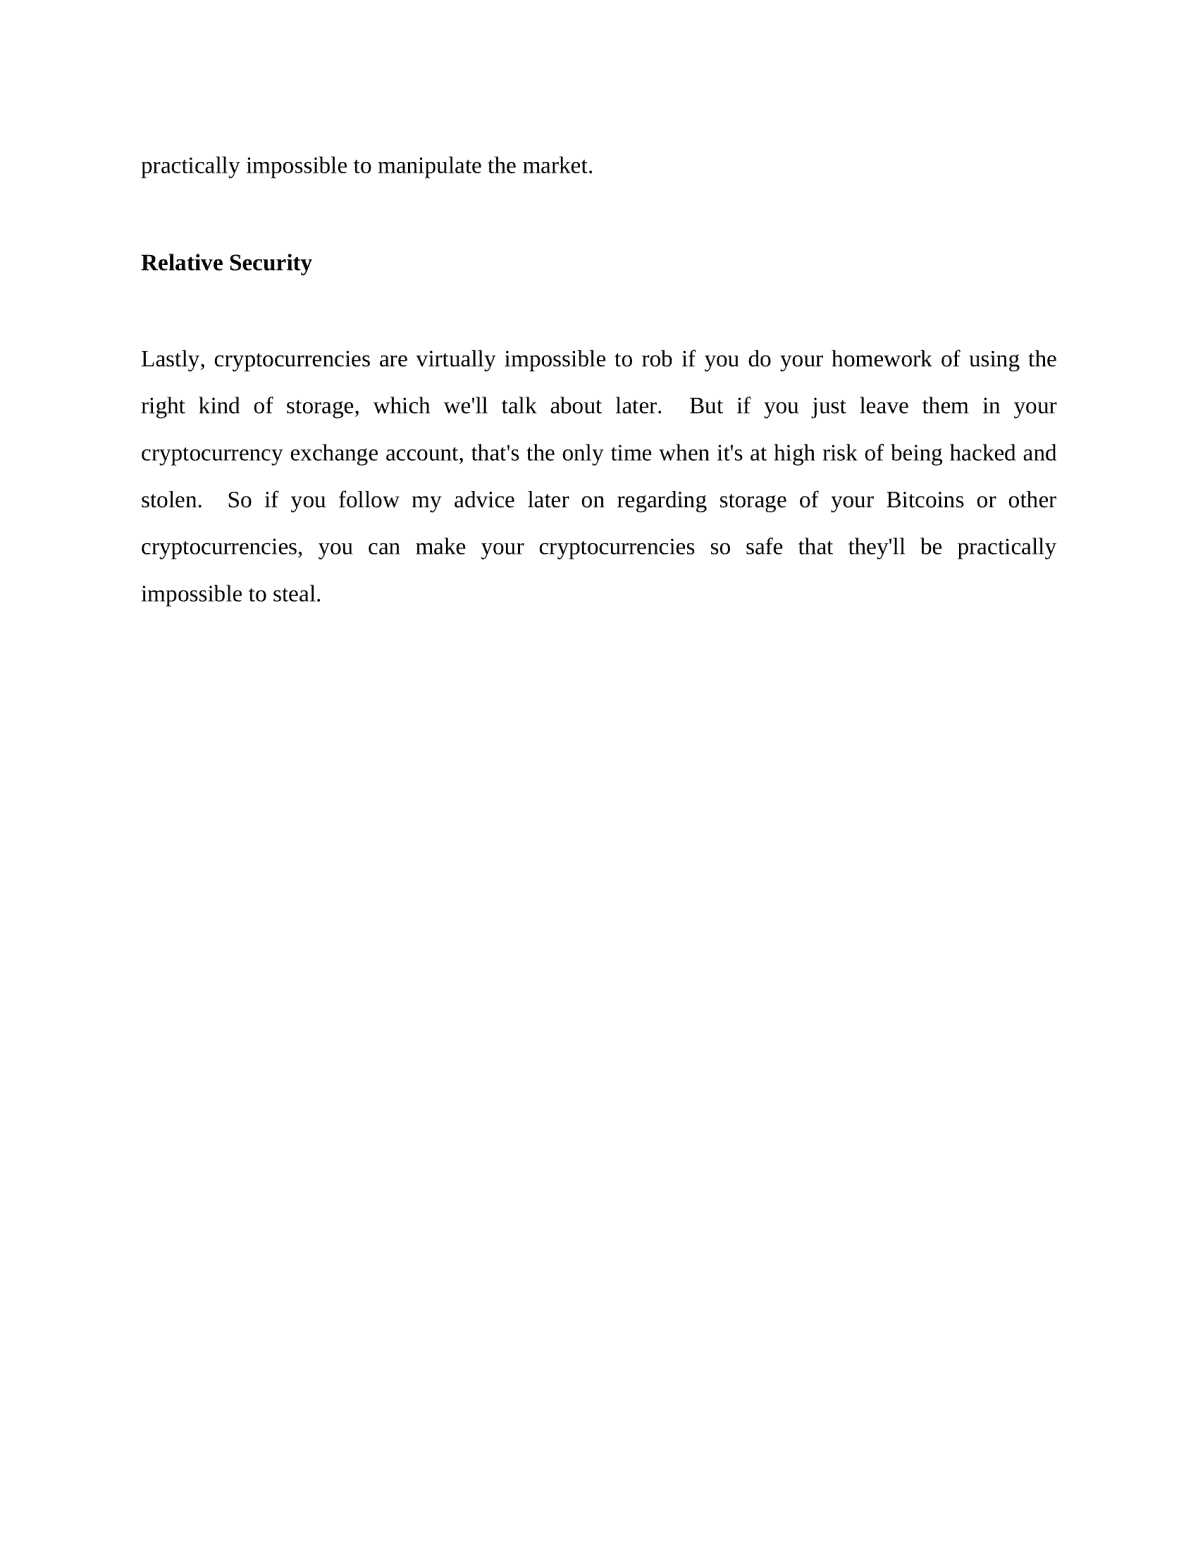 practically impossible to manipulate the market.
Relative Security
Lastly, cryptocurrencies are virtually impossible to rob if you do your homework of using the
right kind of storage, which we'll talk about later.  But if you just leave them in your
cryptocurrency exchange account, that's the only time when it's at high risk of being hacked and
stolen.  So if you follow my advice later on regarding storage of your Bitcoins or other
cryptocurrencies, you can make your cryptocurrencies so safe that they'll be practically
impossible to steal.